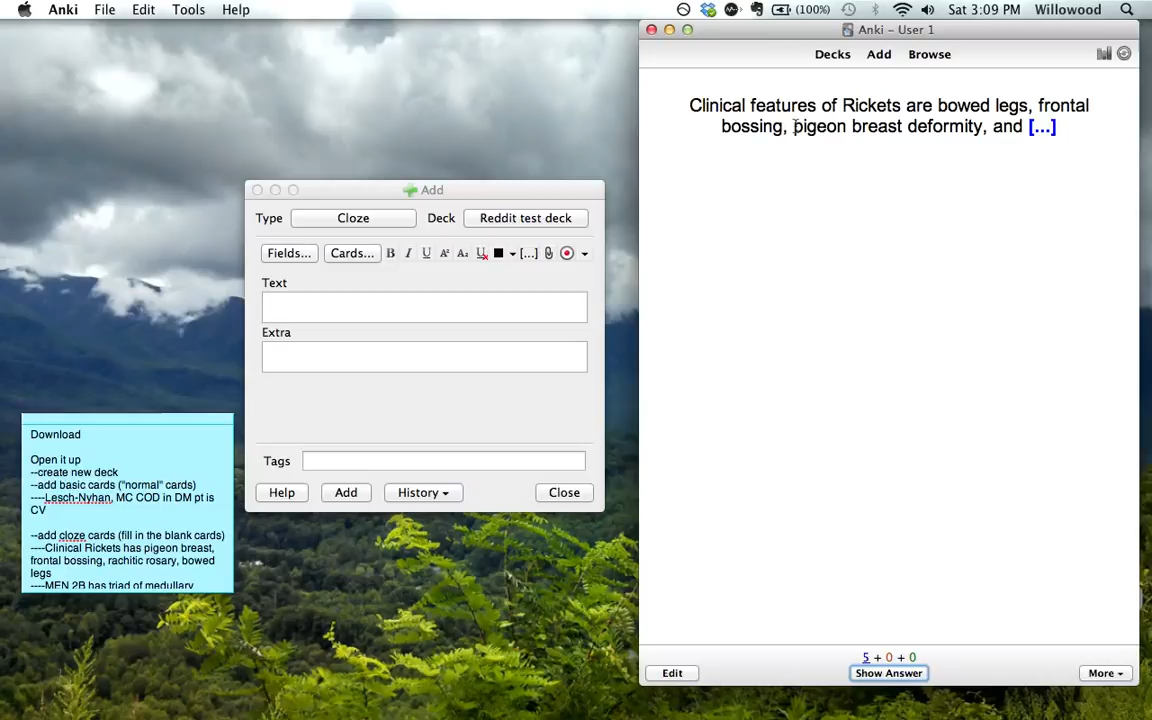 Anki File Edit Tools Help
(100%) Sat 3:09 PM Willowood
Anki – User 1
Decks Add Browse
Clinical features of Rickets are bowed legs, frontal
bossing, pigeon breast deformity, and [...]
5 + 0 + 0
Edit Show Answer More
Add
Type Cloze Deck Reddit test deck
Fields... Cards... B I U A² A₂ U [...]
Text
Extra
Tags
Help Add History Close
Download
Open it up
--create new deck
--add basic cards ("normal" cards)
----Lesch-Nyhan, MC COD in DM pt is
CV
--add cloze cards (fill in the blank cards)
----Clinical Rickets has pigeon breast,
frontal bossing, rachitic rosary, bowed
legs
----MEN 2B has triad of medullary